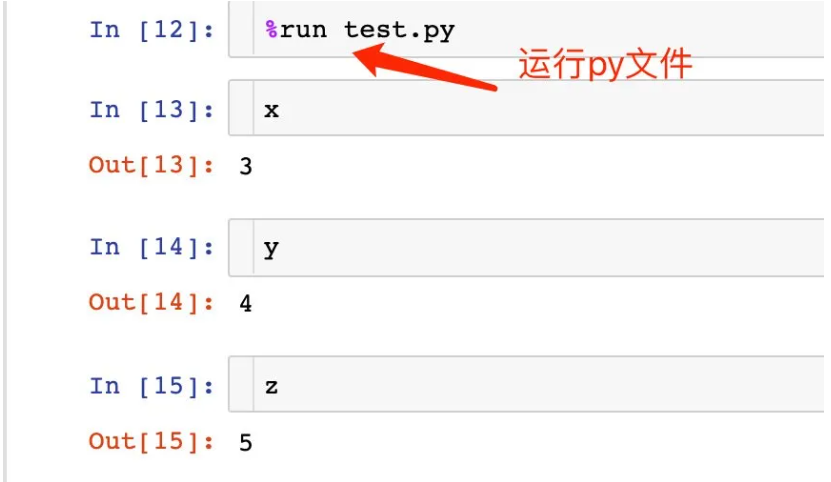 In [12]: %run test.py
运行py文件
In [13]: x
Out[13]: 3
In [14]: y
Out[14]: 4
In [15]: z
Out[15]: 5